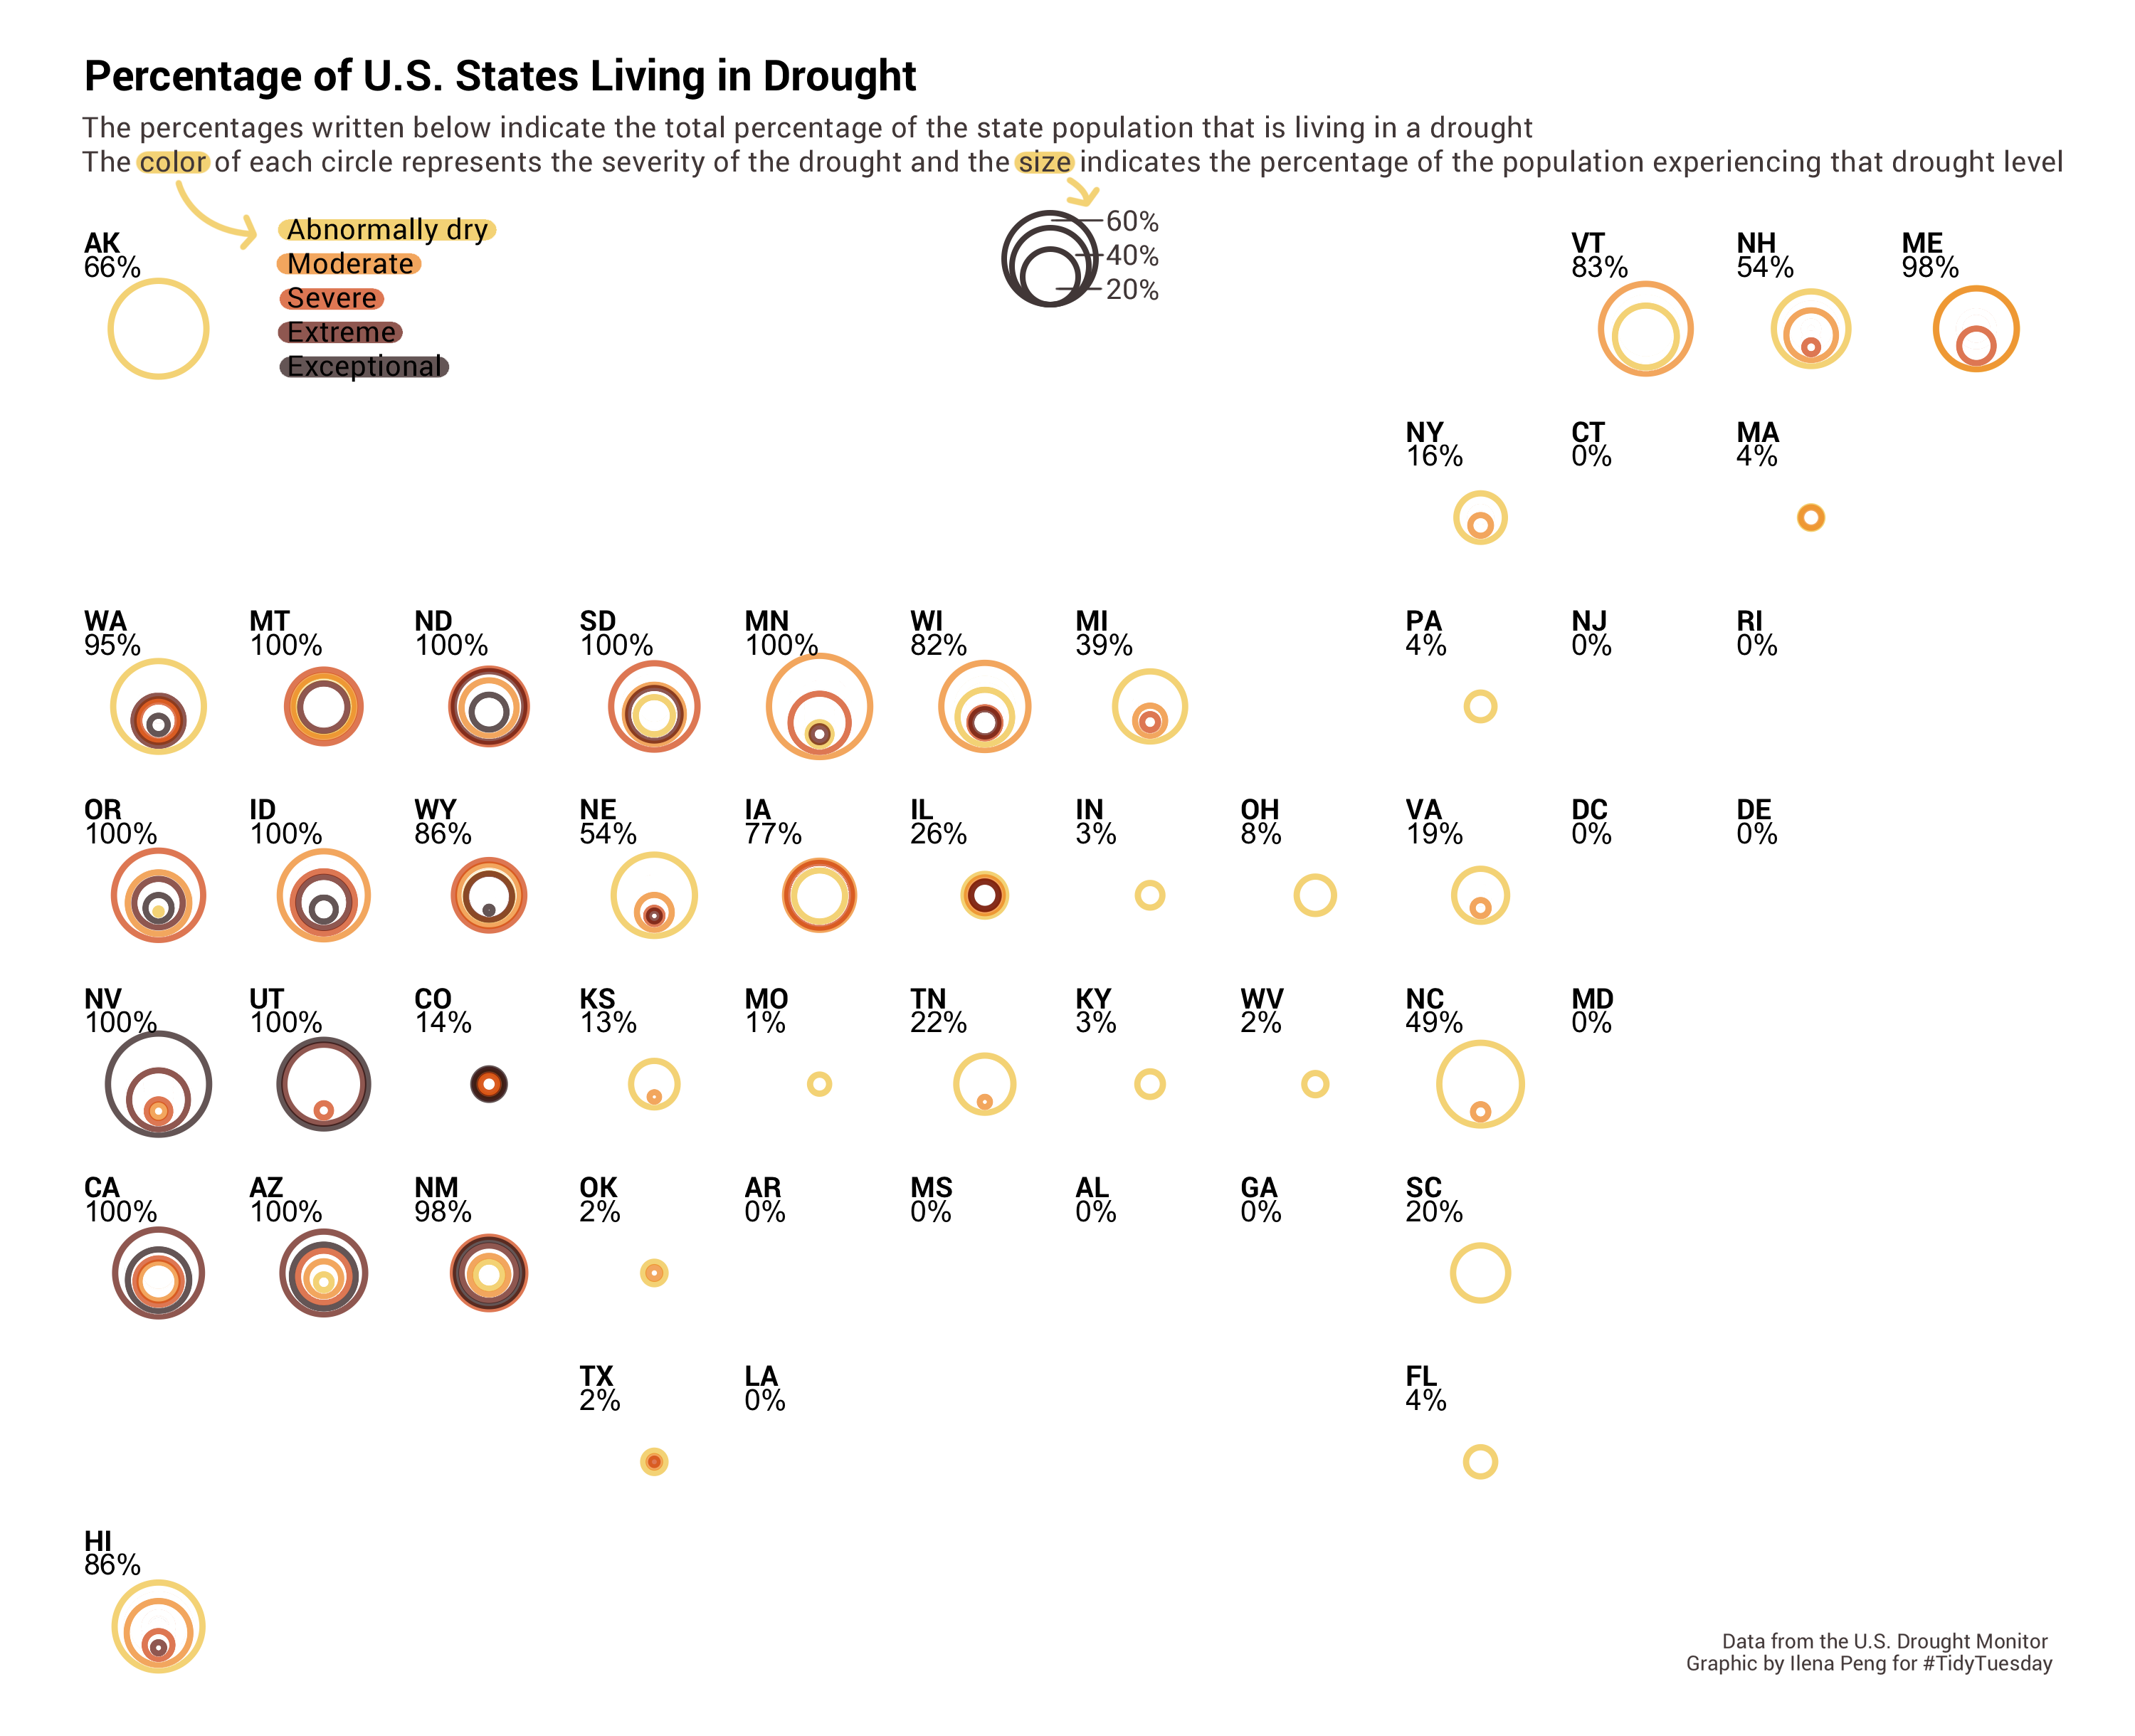 Percentage of U.S. States Living in Drought
The percentages written below indicate the total percentage of the state population that is living in a drought
The color of each circle represents the severity of the drought and the size indicates the percentage of the population experiencing that drought level
Abnormally dry
Moderate
Severe
Extreme
Exceptional
60%
40%
20%
AK
66%
VT
83%
NH
54%
ME
98%
NY
16%
CT
0%
MA
4%
WA
95%
MT
100%
ND
100%
SD
100%
MN
100%
WI
82%
MI
39%
PA
4%
NJ
0%
RI
0%
OR
100%
ID
100%
WY
86%
NE
54%
IA
77%
IL
26%
IN
3%
OH
8%
VA
19%
DC
0%
DE
0%
NV
100%
UT
100%
CO
14%
KS
13%
MO
1%
TN
22%
KY
3%
WV
2%
NC
49%
MD
0%
CA
100%
AZ
100%
NM
98%
OK
2%
AR
0%
MS
0%
AL
0%
GA
0%
SC
20%
TX
2%
LA
0%
FL
4%
HI
86%
Data from the U.S. Drought Monitor
Graphic by Ilena Peng for #TidyTuesday